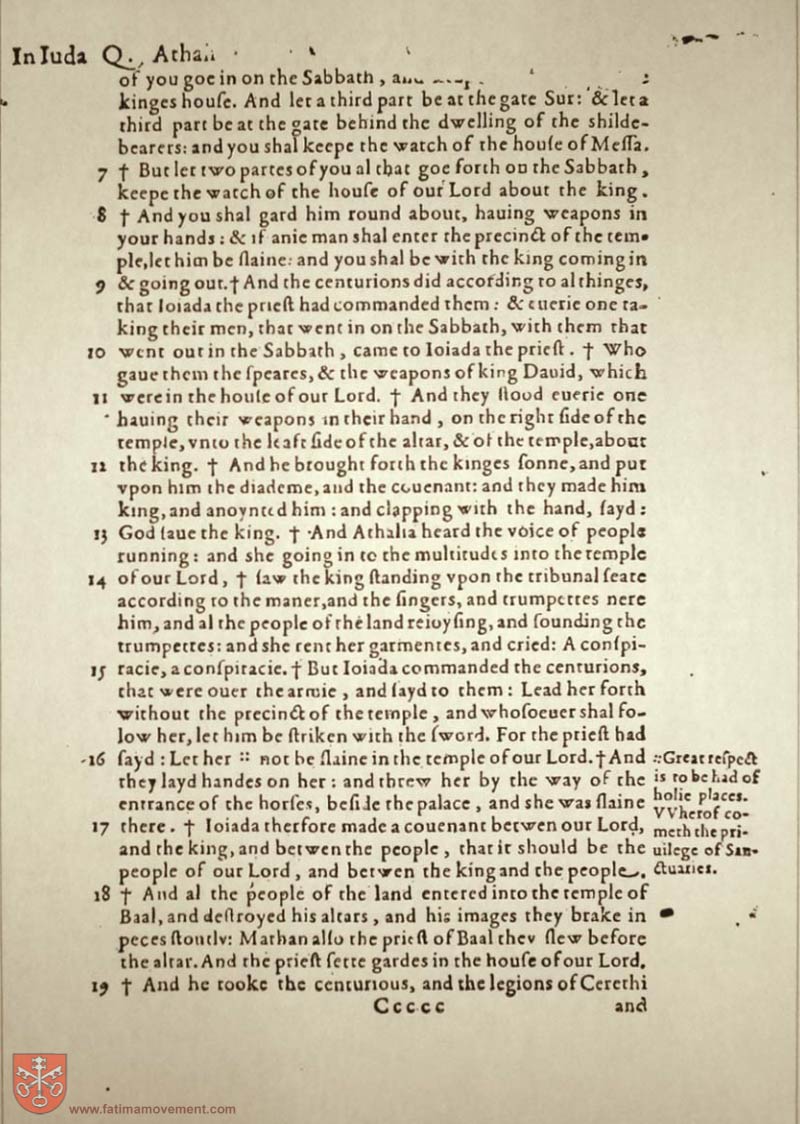 In Iuda Q. Athali
of you goe in on the Sabbath,
kinges houſe. And let a third part be at the gate Sur: & let a
third part be at the gate behind the dwelling of the shilde-
bearers: and you shal keepe the watch of the houſe of Meſſa.
7 † But let two partes of you al that goe forth on the Sabbath,
keepe the watch of the houſe of our Lord about the king.
8 † And you shal gard him round about, hauing weapons in
your hands: & if anie man shal enter the precinct of the tem-
ple, let him be ſlaine: and you shal be with the king coming in
9 & going out. † And the centurions did according to al thinges,
that Ioiada the prieſt had commanded them: & euerie one ta-
king their men, that went in on the Sabbath, with them that
10 went out in the Sabbath, came to Ioiada the prieſt. † Who
gaue them the ſpeares, & the weapons of king Dauid, which
11 were in the houſe of our Lord. † And they ſtood euerie one
hauing their weapons in their hand, on the right ſide of the
temple, vnto the leaft ſide of the altar, & of the temple, about
12 the king. † And he brought forth the kinges ſonne, and put
vpon him the diademe, and the couenant: and they made him
king, and anoynted him: and clapping with the hand, ſayd:
13 God ſaue the king. † And Athalia heard the voice of people
running: and she going in to the multitudes into the temple
14 of our Lord, † ſaw the king ſtanding vpon the tribunal ſeate
according to the maner, and the ſingers, and trumpettes nere
him, and al the people of the land reioyſing, and ſounding the
trumpettes: and she rent her garmentes, and cried: A conſpi-
15 racie, a conſpiracie. † But Ioiada commanded the centurions,
that were ouer the armie, and ſayd to them: Lead her forth
without the precinct of the temple, and whoſoeuer shal fo-
low her, let him be ſtriken with the ſword. For the prieſt had
16 ſayd: Let her :: not be ſlaine in the temple of our Lord. † And
they layd handes on her: and threw her by the way of the
entrance of the horſes, beſide the palace, and she was ſlaine
17 there. † Ioiada therfore made a couenant betwen our Lord,
and the king, and betwen the people, that it should be the
people of our Lord, and betwen the king and the people.
18 † And al the people of the land entered into the temple of
Baal, and deſtroyed his altars, and his images they brake in
peces ſtoutly: Mathan alſo the prieſt of Baal they ſlew before
the altar. And the prieſt ſette gardes in the houſe of our Lord.
19 † And he tooke the centurions, and the legions of Cerethi
Ccccc and
:: Great reſpect
is to be had of
holie places.
VVherof co-
meth the pri-
uilege of San-
ctuaries.
www.fatimamovement.com